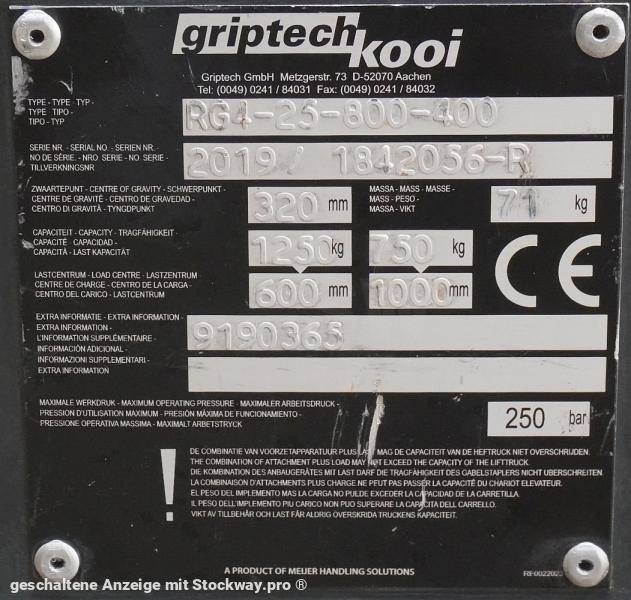 griptech kooi
Griptech GmbH Metzgerstr. 73 D-52070 Aachen
Tel: (0049) 0241 / 84031 Fax: (0049) 0241 / 84032
TYPE - TYPE - TYP -
TYPE TIPO -
TIPO - TYP
RG4-25-800-400
SERIE NR. - SERIAL NO. - SERIEN NR. -
NO DE SÉRIE. - NRO. SERIE - NO. SERIE -
TILLVERKNINGSNR
2019 / 1842056-R
ZWAARTEPUNT - CENTRE OF GRAVITY - SCHWERPUNKT -
CENTRE DE GRAVITÉ - CENTRO DE GRAVEDAD -
CENTRO DI GRAVITÀ - TYNGDPUNKT
320 mm
MASSA - MASS - MASSE -
MASS - PESO -
MASSA - VIKT
71 kg
CAPACITEIT - CAPACITY - TRAGFÄHIGKEIT -
CAPACITÉ - CAPACIDAD -
CAPACITÀ - LAST KAPACITÄT
1250 kg 750 kg
CE
LASTCENTRUM - LOAD CENTRE - LASTZENTRUM
CENTRE DE CHARGE - CENTRO DE LA CARGA -
CENTRO DEL CARICO - LASTCENTRUM
600 mm 1000 mm
EXTRA INFORMATIE - EXTRA INFORMATION -
EXTRA INFORMATION -
L'INFORMATION SUPPLÉMENTAIRE -
INFORMACIÓN ADICIONAL -
INFORMAZIONI SUPPLEMENTARI -
EXTRA INFORMATION
9190365
MAXIMALE WERKDRUK - MAXIMUM OPERATING PRESSURE - MAXIMALER ARBEITSDRUCK -
PRESSION D'UTILISATION MAXIMUM - PRESIÓN MÁXIMA DE FUNCIONAMIENTO -
PRESSIONE OPERATIVA MASSIMA - MAXIMALT ARBETSTRYCK
250 bar
!
DE COMBINATIE VAN VOORZETAPPARATUUR PLUS LAST MAG DE CAPACITEIT VAN DE HEFTRUCK NIET OVERSCHRIJDEN.
THE COMBINATION OF ATTACHMENT PLUS LOAD MAY NOT EXCEED THE CAPACITY OF THE LIFTTRUCK.
DIE KOMBINATION DES ANBAUGERÄTES MIT LAST DARF DIE TRAGFÄHIGKEIT DES GABELSTAPLERS NICHT ÜBERSCHREITEN.
LA COMBINAISON D'ATTACHEMENTS PLUS CHARGE NE PEUT PAS PASSER LA CAPACITÉ DU CHARIOT ELEVATEUR.
EL PESO DEL IMPLEMENTO MAS LA CARGA NO PUEDE EXCEDER LA CAPACIDAD DE LA CARRETILLA.
IL PESO DELL'IMPLEMENTO PIU CARICO NON PUO SUPERARE LA CAPACITA DELL CARRELLO.
VIKT AV TILLBEHÅR OCH LAST FÅR ALDRIG ÖVERSKRIDA TRUCKENS KAPACITET.
A PRODUCT OF MEIJER HANDLING SOLUTIONS
geschaltene Anzeige mit Stockway.pro ®